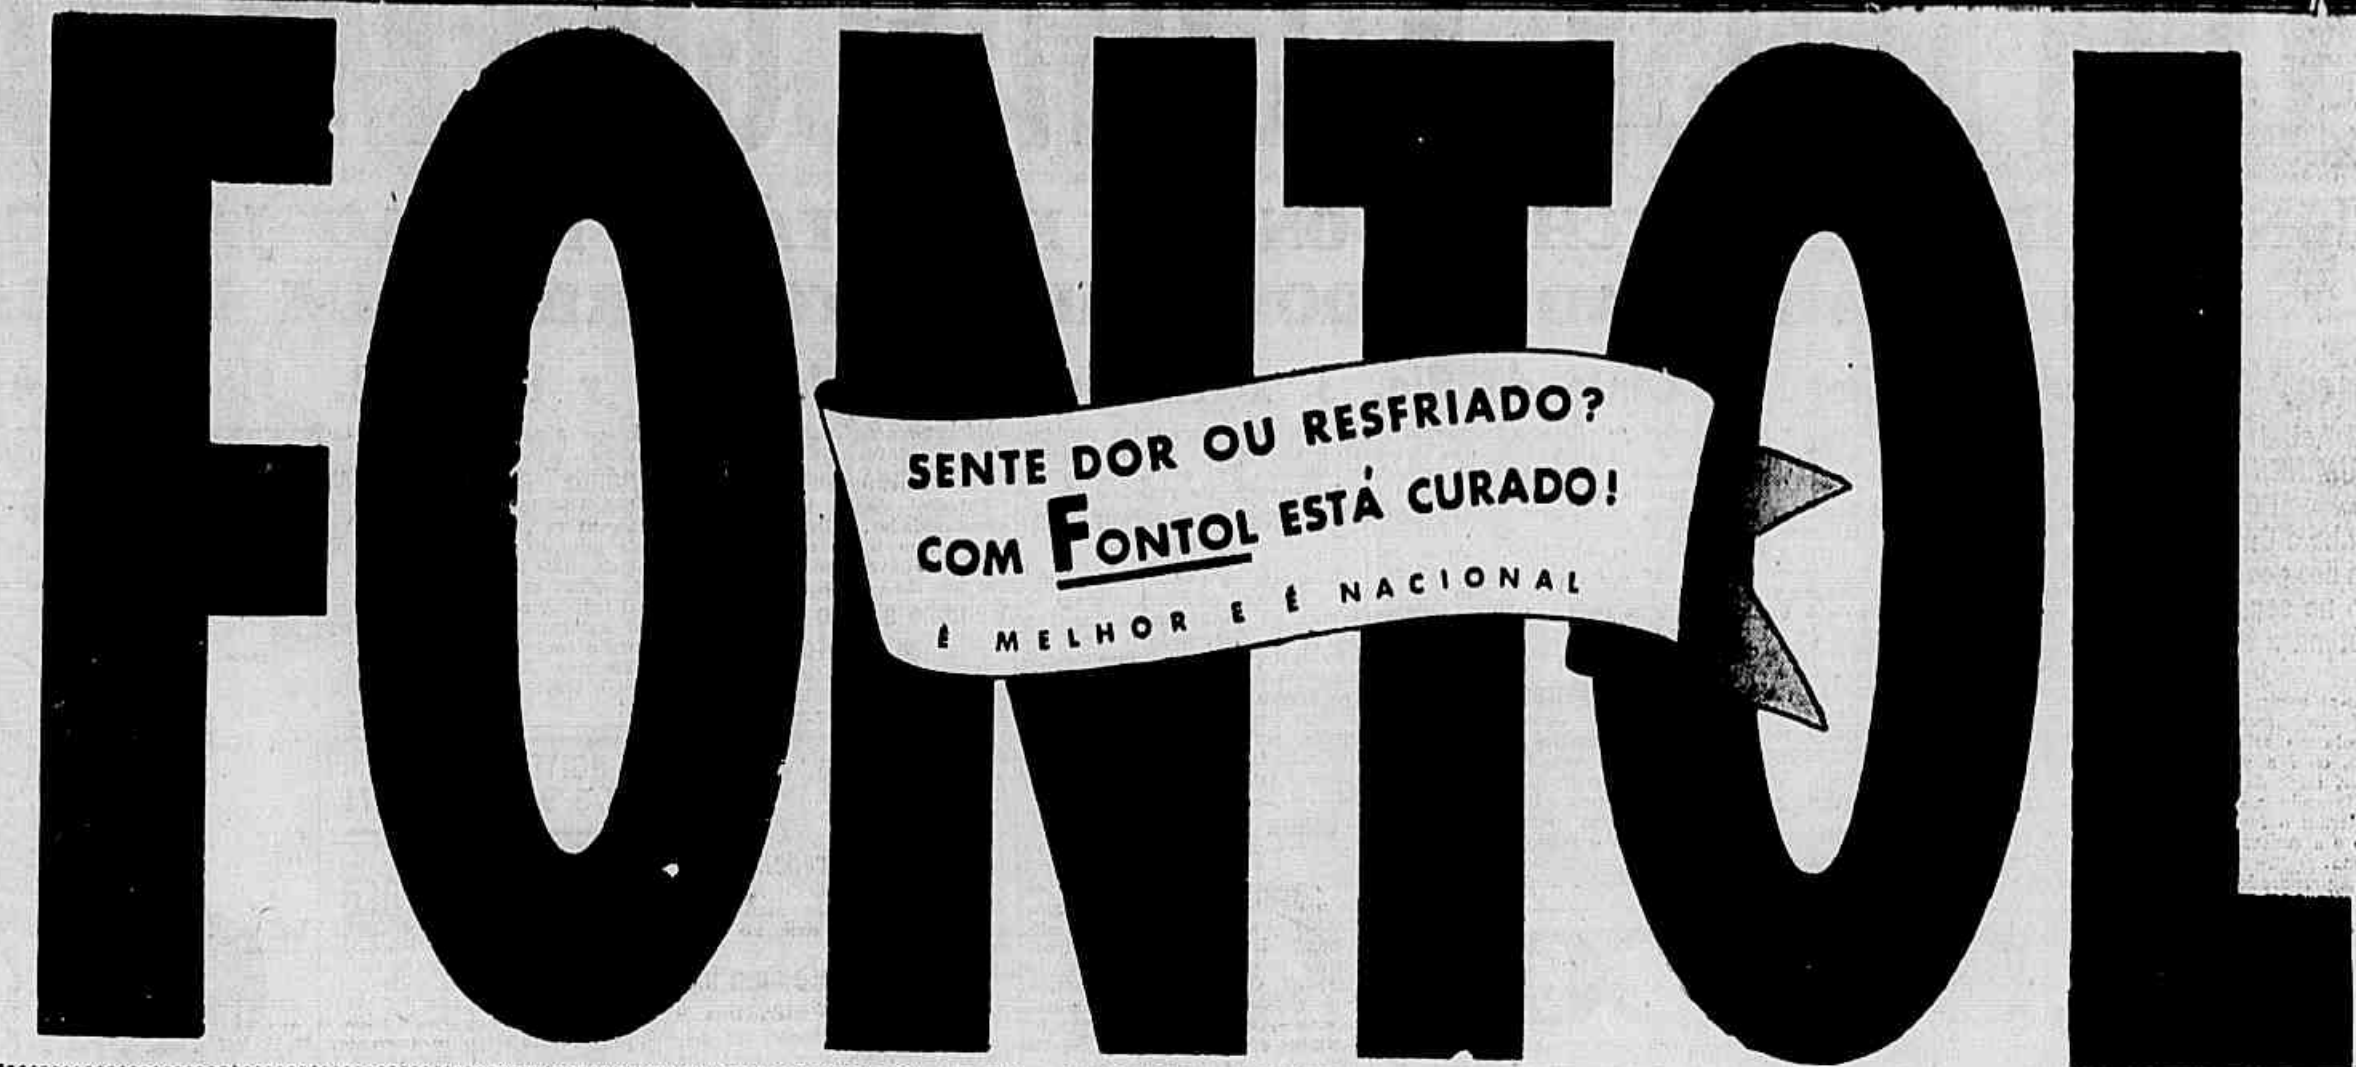 FONTOL
SENTE DOR OU RESFRIADO?
COM FONTOL ESTÁ CURADO!
É MELHOR E É NACIONAL